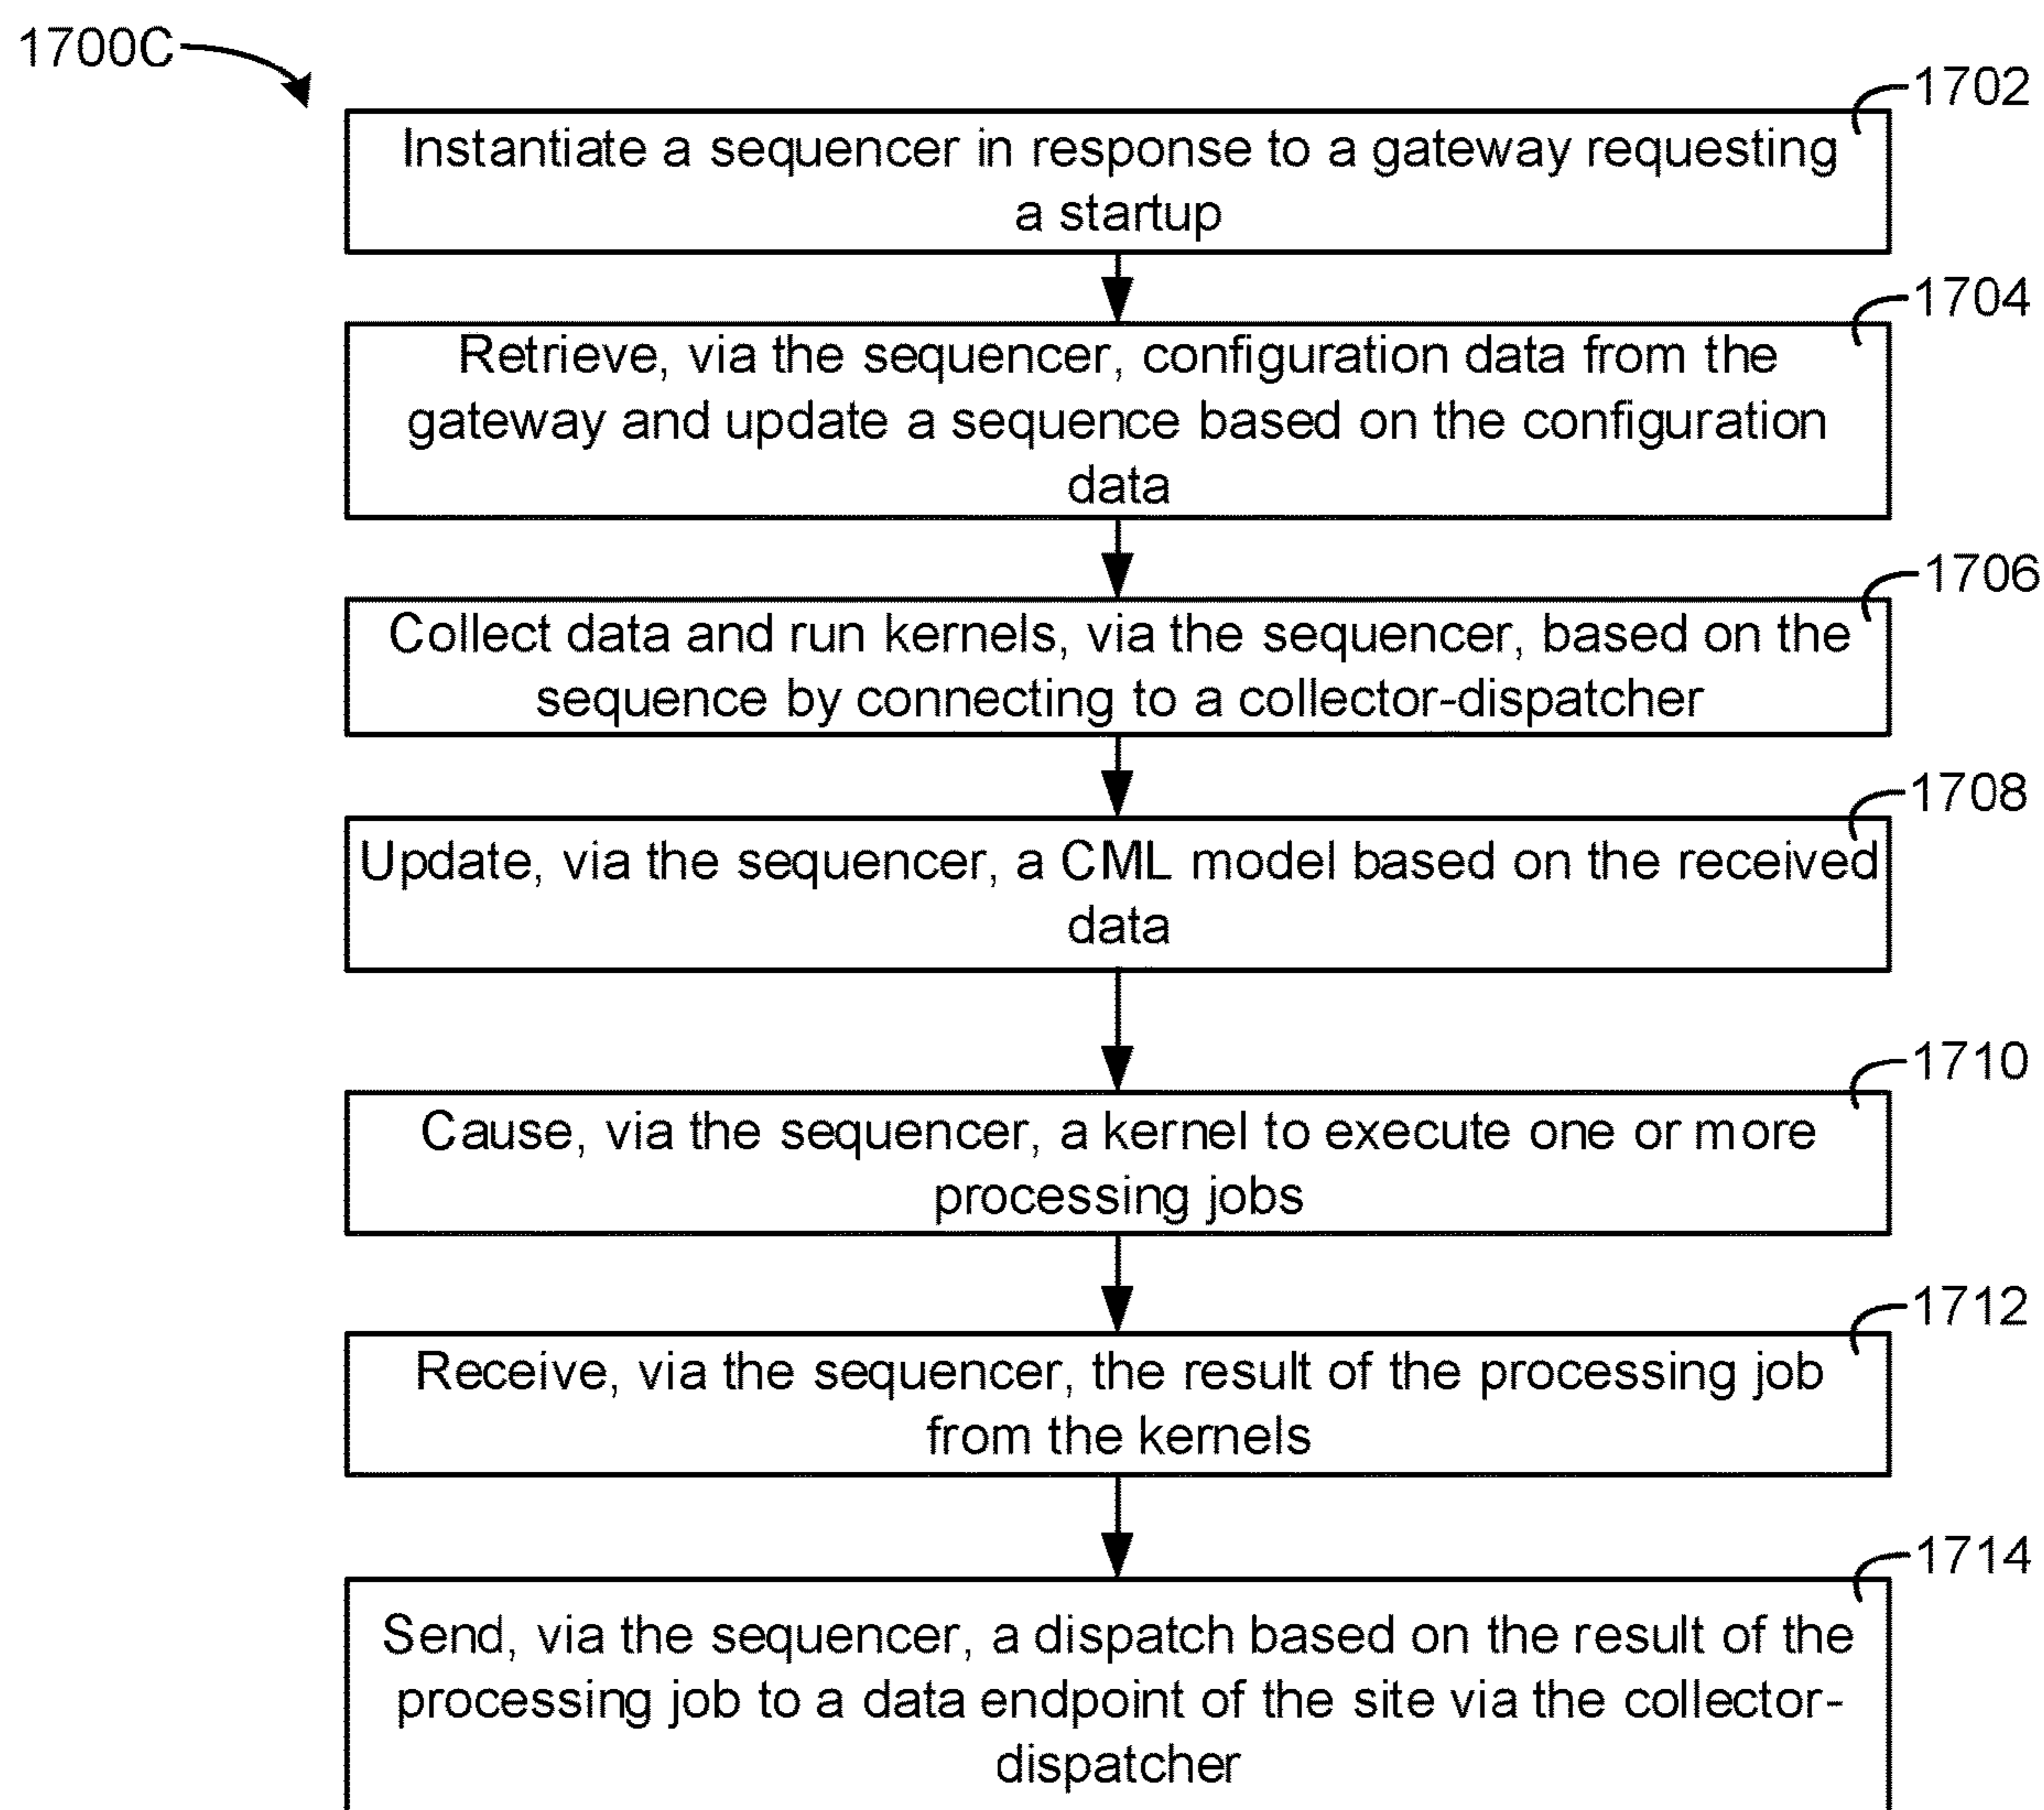 1700C
1702
Instantiate a sequencer in response to a gateway requesting
a startup
1704
Retrieve, via the sequencer, configuration data from the
gateway and update a sequence based on the configuration
data
1706
Collect data and run kernels, via the sequencer, based on the
sequence by connecting to a collector-dispatcher
1708
Update, via the sequencer, a CML model based on the received
data
1710
Cause, via the sequencer, a kernel to execute one or more
processing jobs
1712
Receive, via the sequencer, the result of the processing job
from the kernels
1714
Send, via the sequencer, a dispatch based on the result of the
processing job to a data endpoint of the site via the collector-
dispatcher